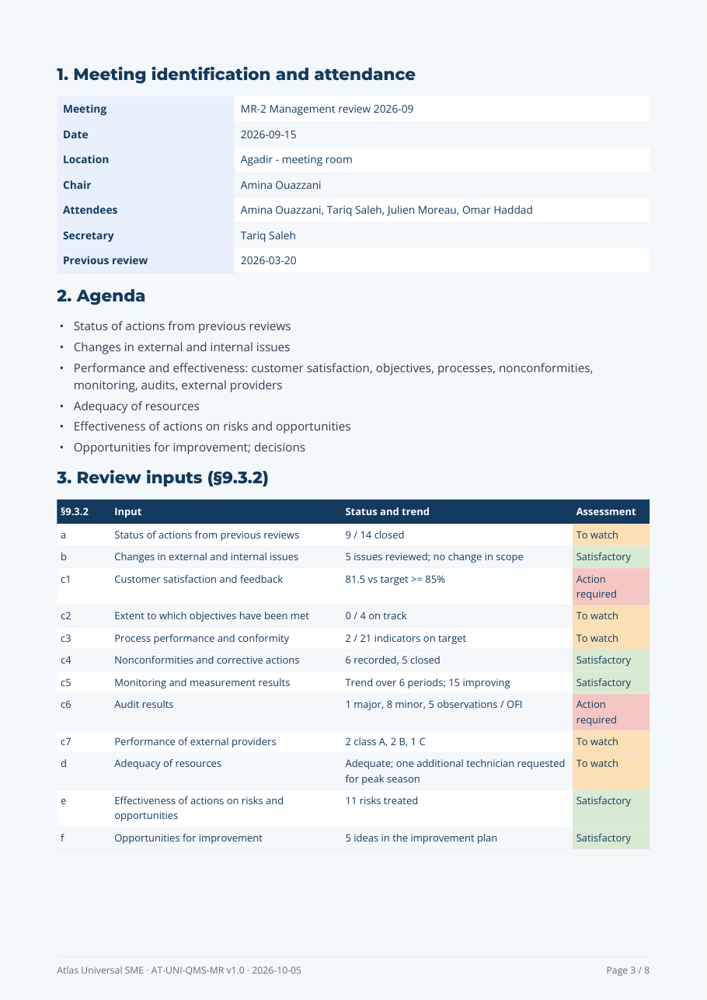 1. Meeting identification and attendance
Meeting MR-2 Management review 2026-09
Date 2026-09-15
Location Agadir - meeting room
Chair Amina Ouazzani
Attendees Amina Ouazzani, Tariq Saleh, Julien Moreau, Omar Haddad
Secretary Tariq Saleh
Previous review 2026-03-20
2. Agenda
• Status of actions from previous reviews
• Changes in external and internal issues
• Performance and effectiveness: customer satisfaction, objectives, processes, nonconformities,
monitoring, audits, external providers
• Adequacy of resources
• Effectiveness of actions on risks and opportunities
• Opportunities for improvement; decisions
3. Review inputs (§9.3.2)
§9.3.2 Input Status and trend Assessment
a Status of actions from previous reviews 9 / 14 closed To watch
b Changes in external and internal issues 5 issues reviewed; no change in scope Satisfactory
c1 Customer satisfaction and feedback 81.5 vs target >= 85% Action
required
c2 Extent to which objectives have been met 0 / 4 on track To watch
c3 Process performance and conformity 2 / 21 indicators on target To watch
c4 Nonconformities and corrective actions 6 recorded, 5 closed Satisfactory
c5 Monitoring and measurement results Trend over 6 periods; 15 improving Satisfactory
c6 Audit results 1 major, 8 minor, 5 observations / OFI Action
required
c7 Performance of external providers 2 class A, 2 B, 1 C To watch
d Adequacy of resources Adequate; one additional technician requested To watch
for peak season
e Effectiveness of actions on risks and 11 risks treated Satisfactory
opportunities
f Opportunities for improvement 5 ideas in the improvement plan Satisfactory
Atlas Universal SME · AT-UNI-QMS-MR v1.0 · 2026-10-05 Page 3 / 8